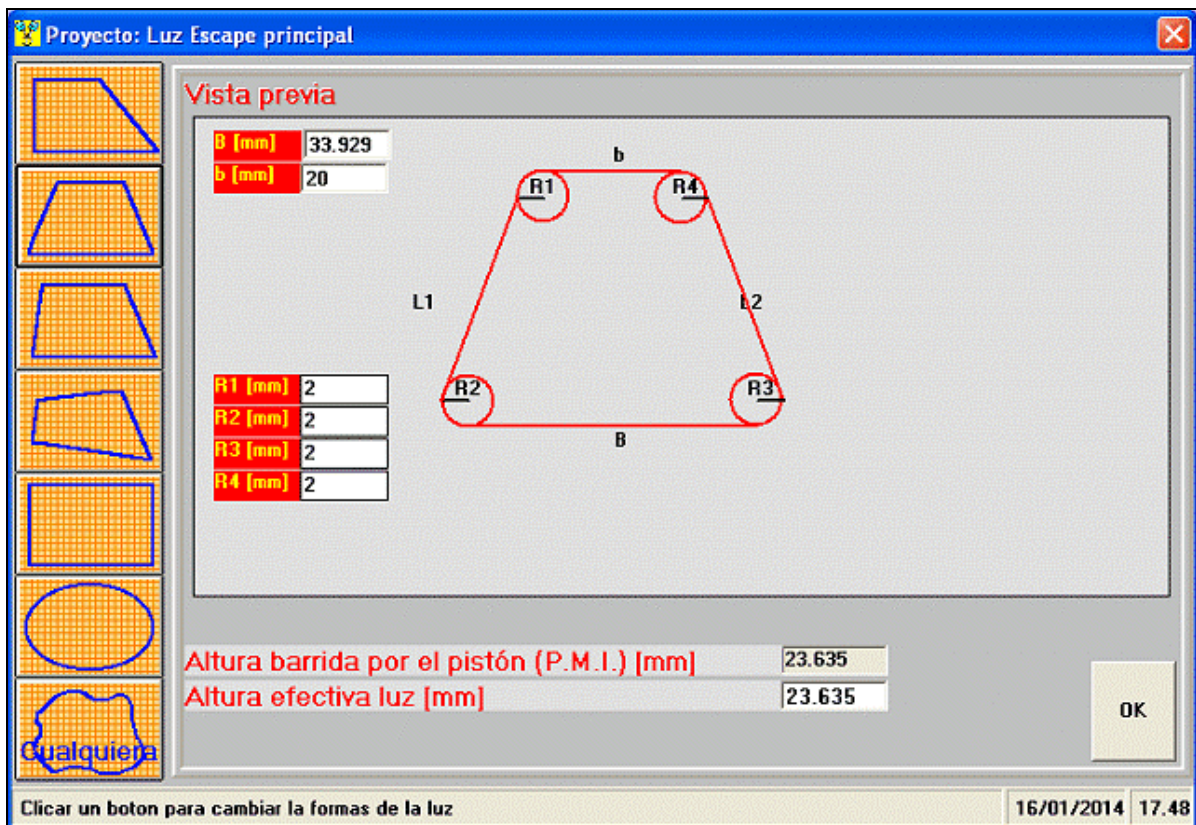 Proyecto: Luz Escape principal
Vista previa
B [mm] 33.929
b [mm] 20
b
R1
R4
L1
L2
R2
R3
B
R1 [mm] 2
R2 [mm] 2
R3 [mm] 2
R4 [mm] 2
Cualquiera
Altura barrida por el pistón (P.M.I.) [mm] 23.635
Altura efectiva luz [mm] 23.635
OK
Clicar un boton para cambiar la formas de la luz 16/01/2014 17.48